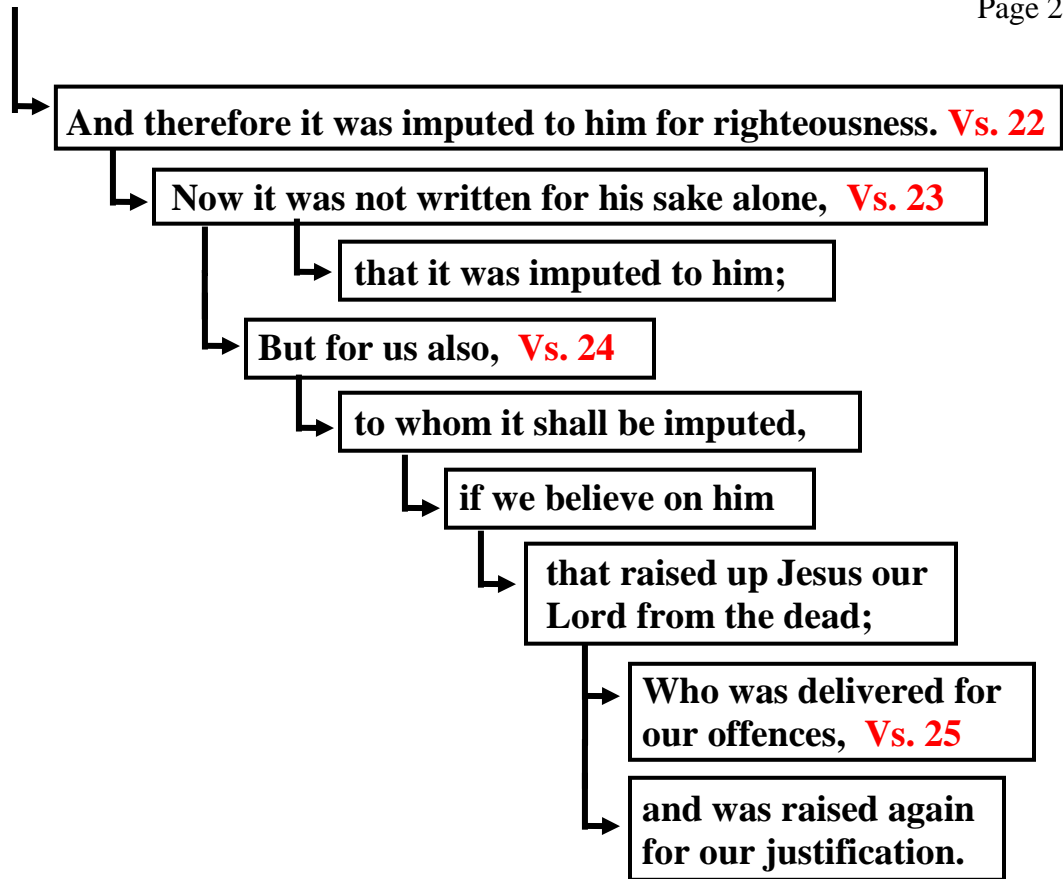 Page 2
And therefore it was imputed to him for righteousness. Vs. 22
Now it was not written for his sake alone, Vs. 23
that it was imputed to him;
But for us also, Vs. 24
to whom it shall be imputed,
if we believe on him
that raised up Jesus our
Lord from the dead;
Who was delivered for
our offences, Vs. 25
and was raised again
for our justification.